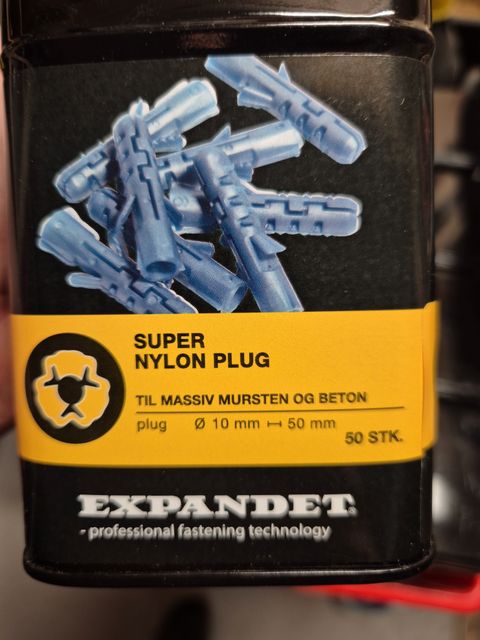 SUPER
NYLON PLUG
TIL MASSIV MURSTEN OG BETON
plug Ø 10 mm ↦ 50 mm
50 STK.
EXPANDET
- professional fastening technology